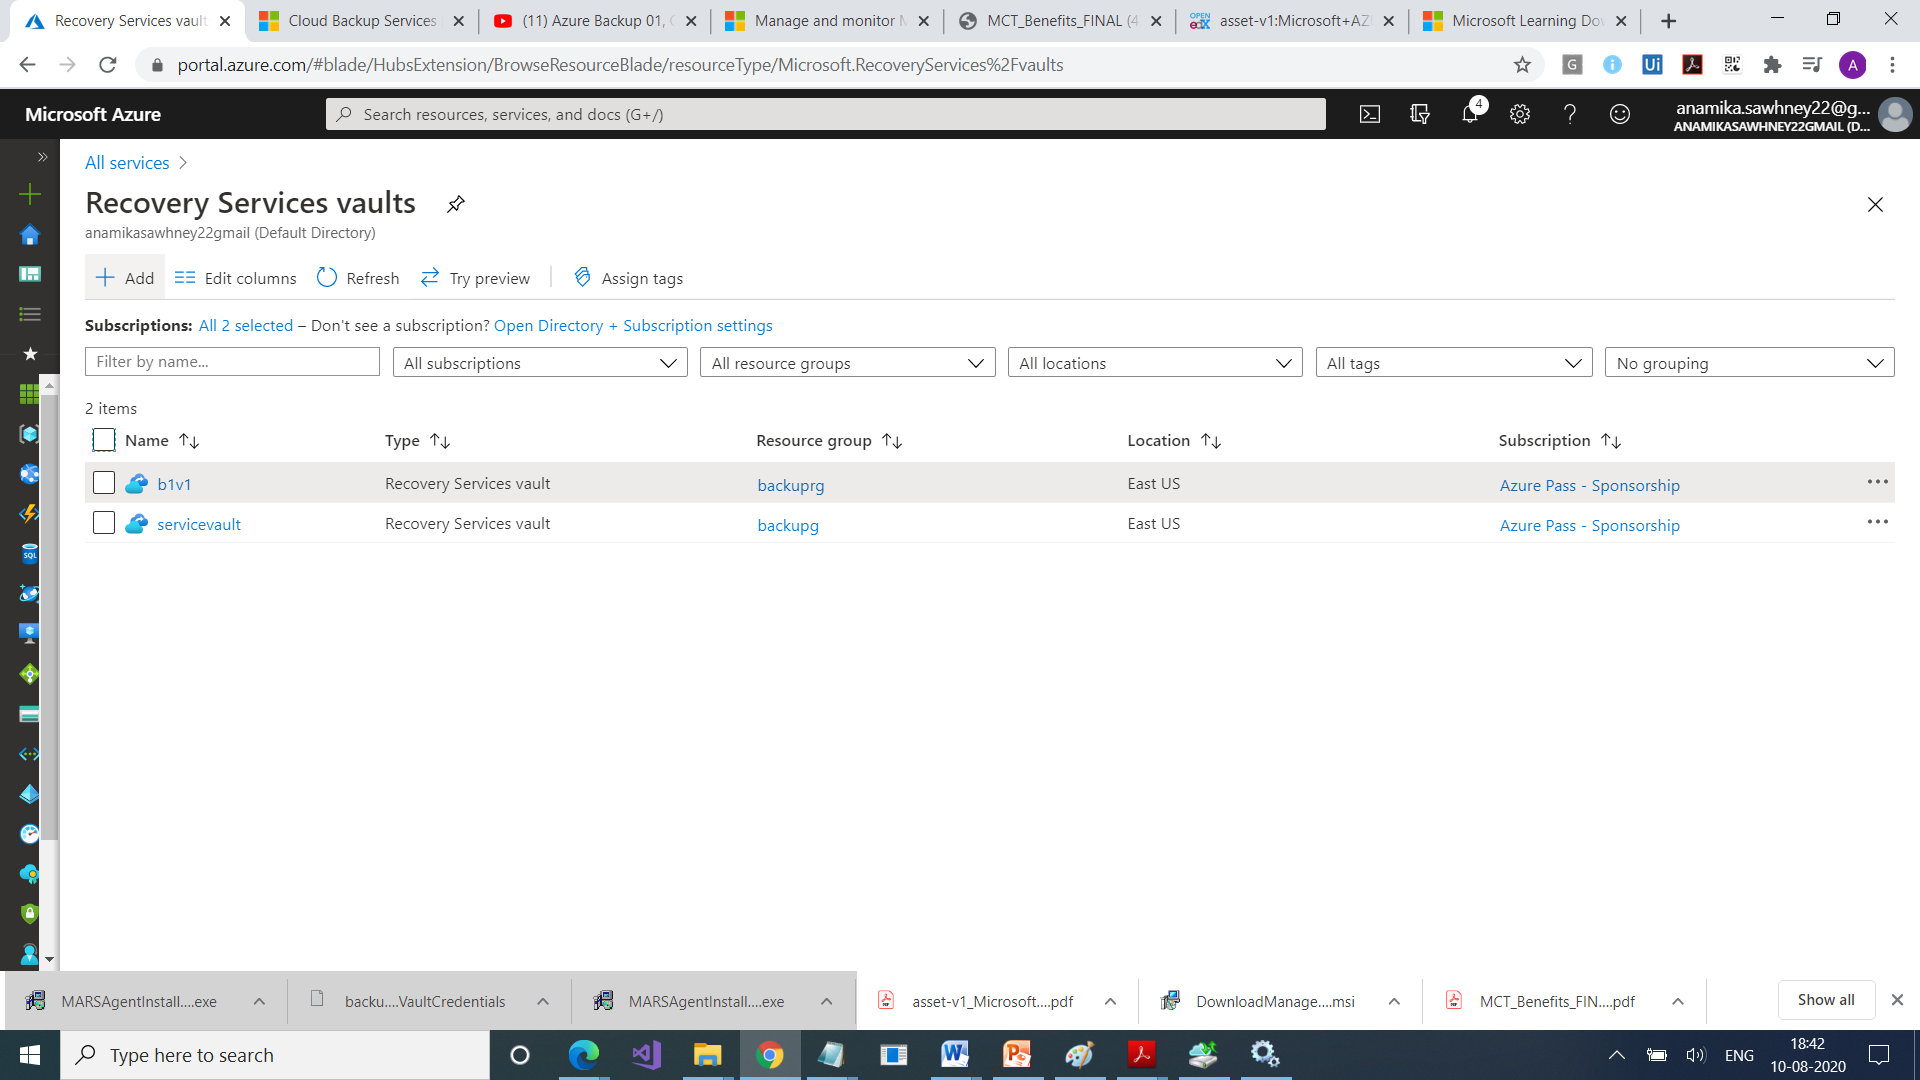 Recovery Services vault
Cloud Backup Services
(11) Azure Backup 01,
Manage and monitor
MCT_Benefits_FINAL (4
asset-v1:Microsoft+AZ
Microsoft Learning Do
portal.azure.com/#blade/HubsExtension/BrowseResourceBlade/resourceType/Microsoft.RecoveryServices%2Fvaults
G
i
Ui
A
Microsoft Azure
Search resources, services, and docs (G+/)
4
anamika.sawhney22@g...
ANAMIKASAWHNEY22GMAIL (D...
All services
Recovery Services vaults
anamikasawhney22gmail (Default Directory)
Add
Edit columns
Refresh
Try preview
Assign tags
Subscriptions: All 2 selected – Don't see a subscription? Open Directory + Subscription settings
Filter by name...
All subscriptions
All resource groups
All locations
All tags
No grouping
2 items
Name Type Resource group Location Subscription
b1v1 Recovery Services vault backuprg East US Azure Pass - Sponsorship
servicevault Recovery Services vault backupg East US Azure Pass - Sponsorship
SQL
MARSAgentInstall....exe
backu....VaultCredentials
MARSAgentInstall....exe
asset-v1_Microsoft....pdf
DownloadManage....msi
MCT_Benefits_FIN....pdf
Show all
Type here to search
ENG
18:42
10-08-2020